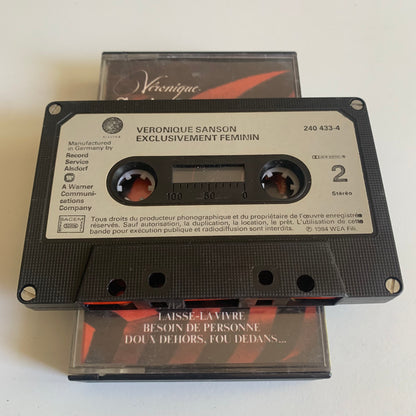 Véronique
VERONIQUE SANSON
EXCLUSIVEMENT FEMININ
240 433-4
Manufactured
in Germany by
Record
Service
Alsdorf
A Warner
Communi-
cations
Company
2
Stéréo
100 50 0
SACEM
Tous droits du producteur phonographique et du propriétaire de l'œuvre enregistrée
réservés. Sauf autorisation, la duplication, la location, le prêt, L'utilisation de cette
bande pour exécution publique et radiodiffusion sont interdits. ℗ 1984 WEA Fili
LAISSE-LA VIVRE
BESOIN DE PERSONNE
DOUX DEHORS, FOU DEDANS...